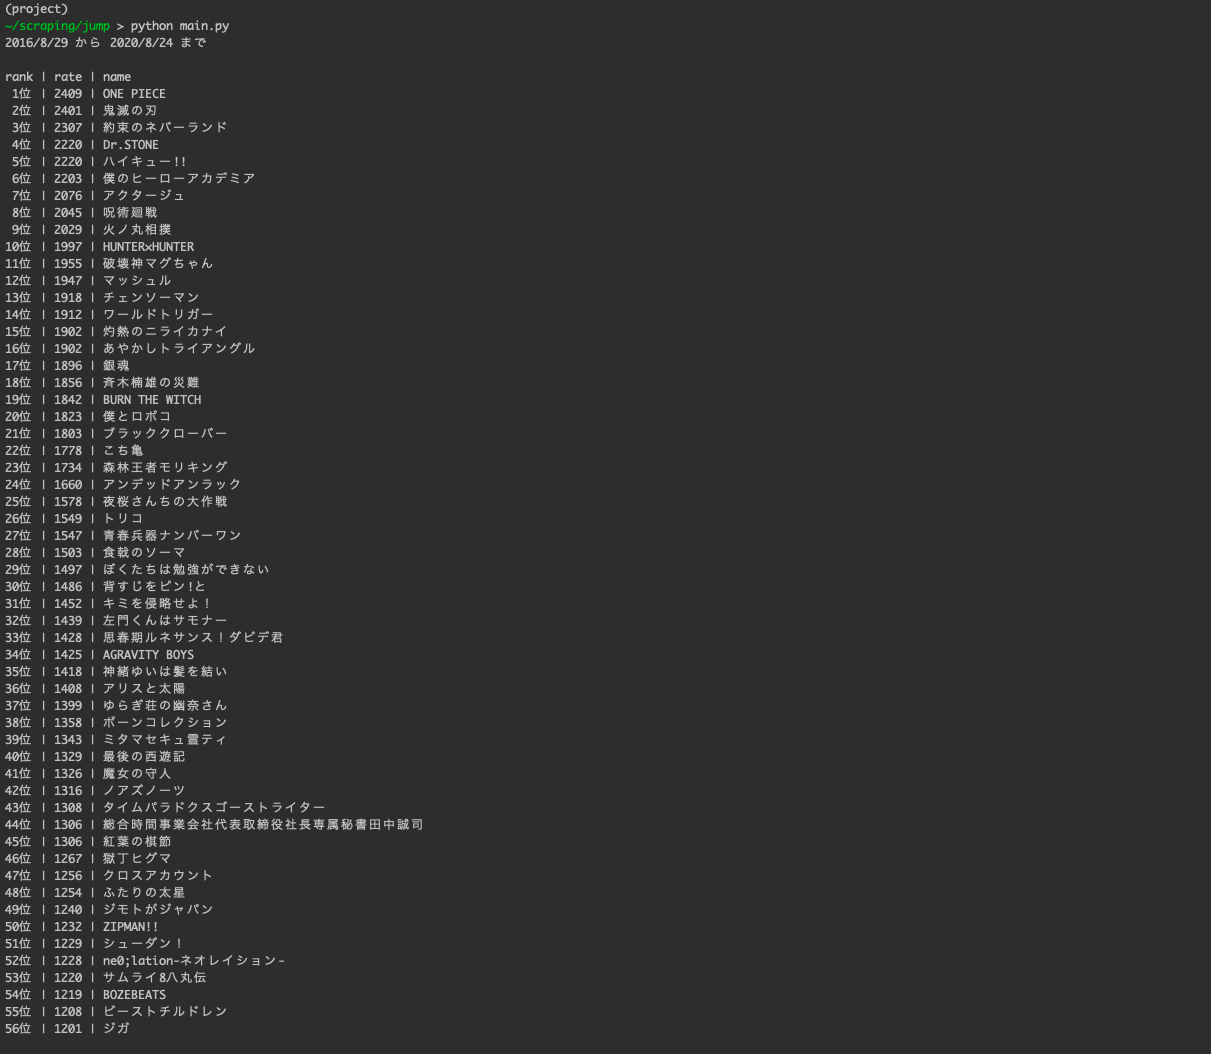 (project)
~/scraping/jump > python main.py
2016/8/29 から 2020/8/24 まで
rank | rate | name
1位 | 2409 | ONE PIECE
2位 | 2401 | 鬼滅の刃
3位 | 2307 | 約束のネバーランド
4位 | 2220 | Dr.STONE
5位 | 2220 | ハイキュー!!
6位 | 2203 | 僕のヒーローアカデミア
7位 | 2076 | アクタージュ
8位 | 2045 | 呪術廻戦
9位 | 2029 | 火ノ丸相撲
10位 | 1997 | HUNTER×HUNTER
11位 | 1955 | 破壊神マグちゃん
12位 | 1947 | マッシュル
13位 | 1918 | チェンソーマン
14位 | 1912 | ワールドトリガー
15位 | 1902 | 灼熱のニライカナイ
16位 | 1902 | あやかしトライアングル
17位 | 1896 | 銀魂
18位 | 1856 | 斉木楠雄の災難
19位 | 1842 | BURN THE WITCH
20位 | 1823 | 僕とロボコ
21位 | 1803 | ブラッククローバー
22位 | 1778 | こち亀
23位 | 1734 | 森林王者モリキング
24位 | 1660 | アンデッドアンラック
25位 | 1578 | 夜桜さんちの大作戦
26位 | 1549 | トリコ
27位 | 1547 | 青春兵器ナンバーワン
28位 | 1503 | 食戟のソーマ
29位 | 1497 | ぼくたちは勉強ができない
30位 | 1486 | 背すじをピン!と
31位 | 1452 | キミを侵略せよ！
32位 | 1439 | 左門くんはサモナー
33位 | 1428 | 思春期ルネサンス！ダビデ君
34位 | 1425 | AGRAVITY BOYS
35位 | 1418 | 神緒ゆいは髪を結い
36位 | 1408 | アリスと太陽
37位 | 1399 | ゆらぎ荘の幽奈さん
38位 | 1358 | ボーンコレクション
39位 | 1343 | ミタマセキュ霊ティ
40位 | 1329 | 最後の西遊記
41位 | 1326 | 魔女の守人
42位 | 1316 | ノアズノーツ
43位 | 1308 | タイムパラドクスゴーストライター
44位 | 1306 | 総合時間事業会社代表取締役社長専属秘書田中誠司
45位 | 1306 | 紅葉の棋節
46位 | 1267 | 獄丁ヒグマ
47位 | 1256 | クロスアカウント
48位 | 1254 | ふたりの太星
49位 | 1240 | ジモトがジャパン
50位 | 1232 | ZIPMAN!!
51位 | 1229 | シューダン！
52位 | 1228 | ne0;lation-ネオレイション-
53位 | 1220 | サムライ8八丸伝
54位 | 1219 | BOZEBEATS
55位 | 1208 | ビーストチルドレン
56位 | 1201 | ジガ